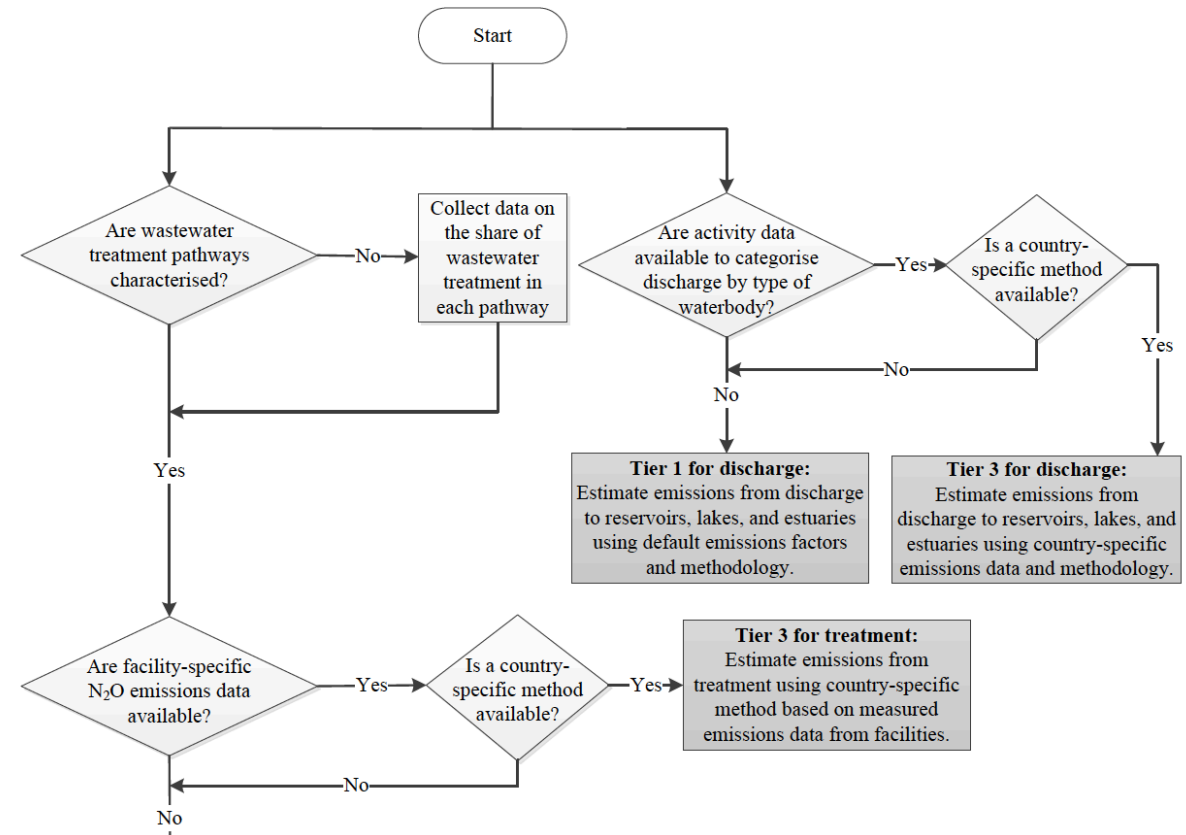 Start
Are wastewater
treatment pathways
characterised?
No
Collect data on
the share of
wastewater
treatment in
each pathway
Are activity data
available to categorise
discharge by type of
waterbody?
Yes
Is a country-
specific method
available?
Yes
No
No
Yes
Tier 1 for discharge:
Estimate emissions from discharge
to reservoirs, lakes, and estuaries
using default emissions factors
and methodology.
Tier 3 for discharge:
Estimate emissions from
discharge to reservoirs, lakes, and
estuaries using country-specific
emissions data and methodology.
Are facility-specific
N₂O emissions data
available?
Yes
Is a country-
specific method
available?
Yes
Tier 3 for treatment:
Estimate emissions from
treatment using country-specific
method based on measured
emissions data from facilities.
No
No